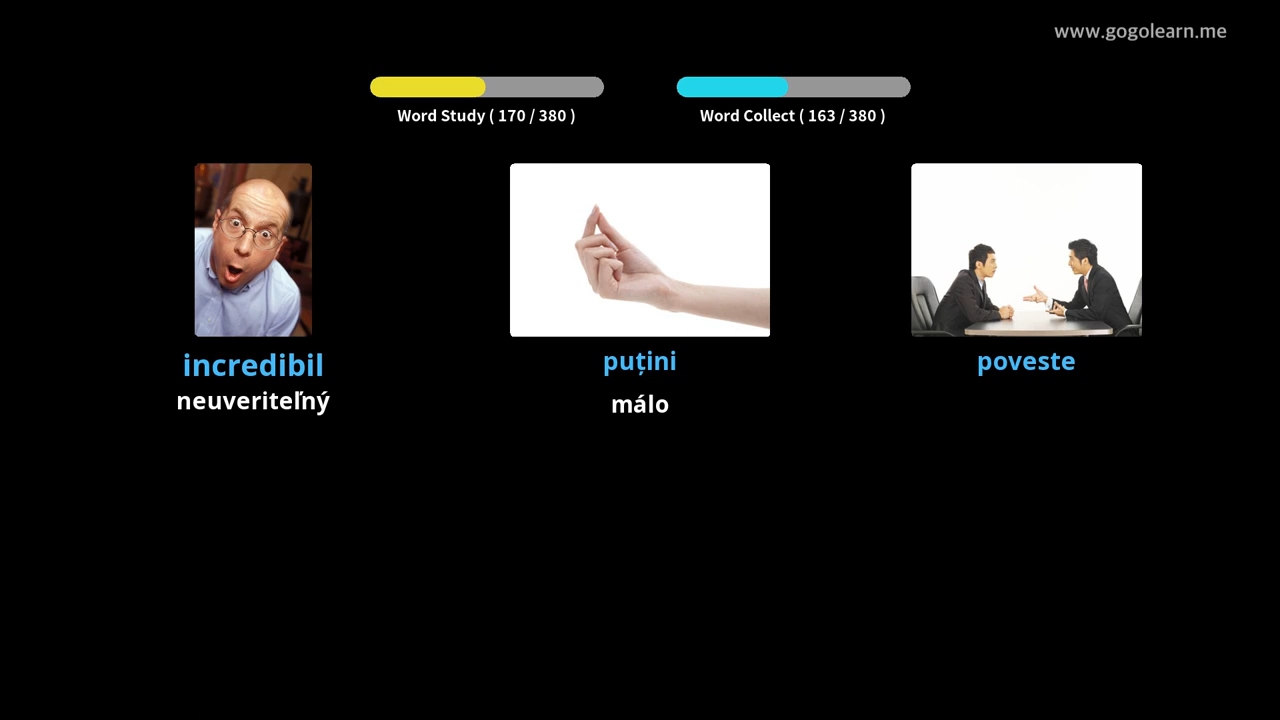 www.gogolearn.me
Word Study ( 170 / 380 )
Word Collect ( 163 / 380 )
incredibil
neuveriteľný
puțini
málo
poveste